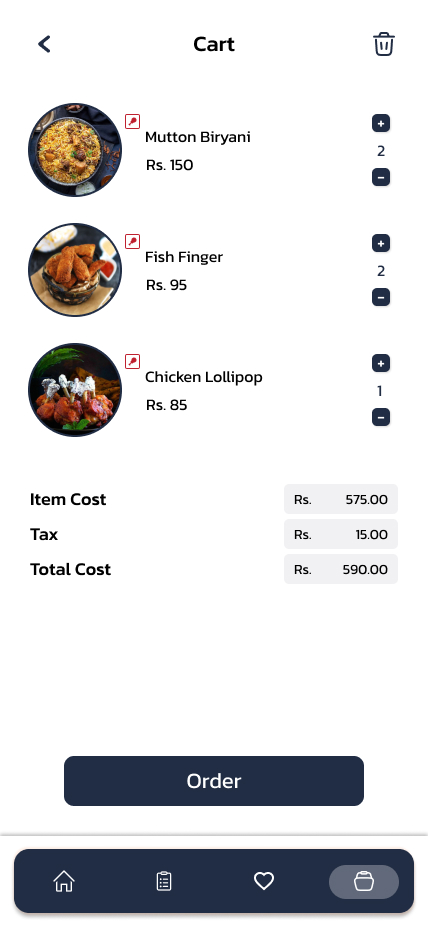 Cart
Mutton Biryani
Rs. 150
2
Fish Finger
Rs. 95
2
Chicken Lollipop
Rs. 85
1
Item Cost Rs. 575.00
Tax Rs. 15.00
Total Cost Rs. 590.00
Order